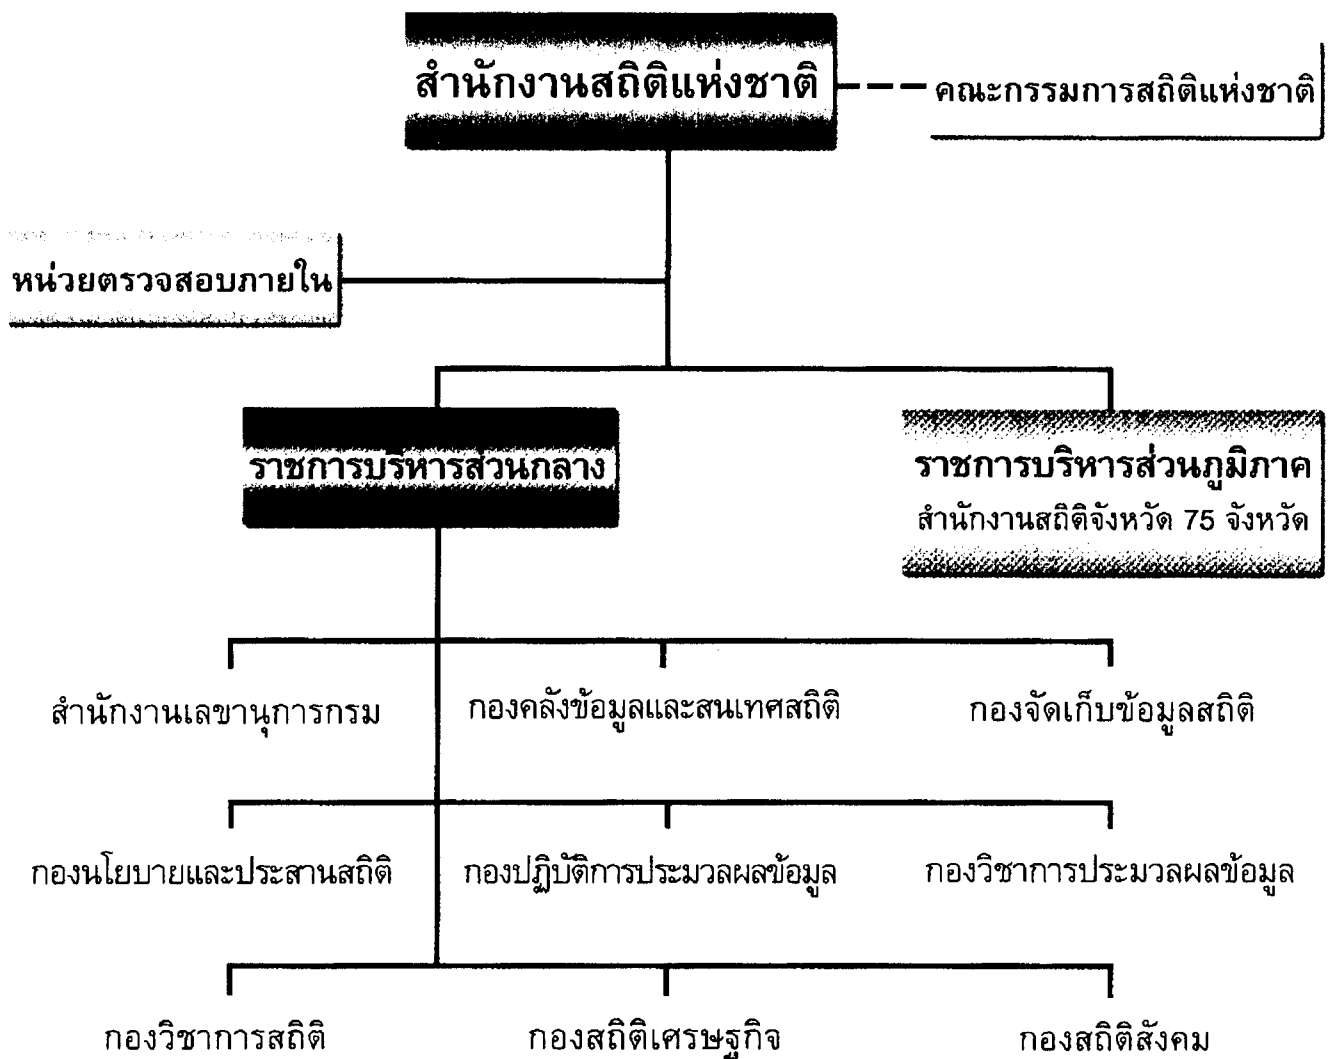 สำนักงานสถิติแห่งชาติ
คณะกรรมการสถิติแห่งชาติ
หน่วยตรวจสอบภายใน
ราชการบริหารส่วนกลาง
ราชการบริหารส่วนภูมิภาค
สำนักงานสถิติจังหวัด 75 จังหวัด
สำนักงานเลขานุการกรม
กองคลังข้อมูลและสนเทศสถิติ
กองจัดเก็บข้อมูลสถิติ
กองนโยบายและประสานสถิติ
กองปฏิบัติการประมวลผลข้อมูล
กองวิชาการประมวลผลข้อมูล
กองวิชาการสถิติ
กองสถิติเศรษฐกิจ
กองสถิติสังคม